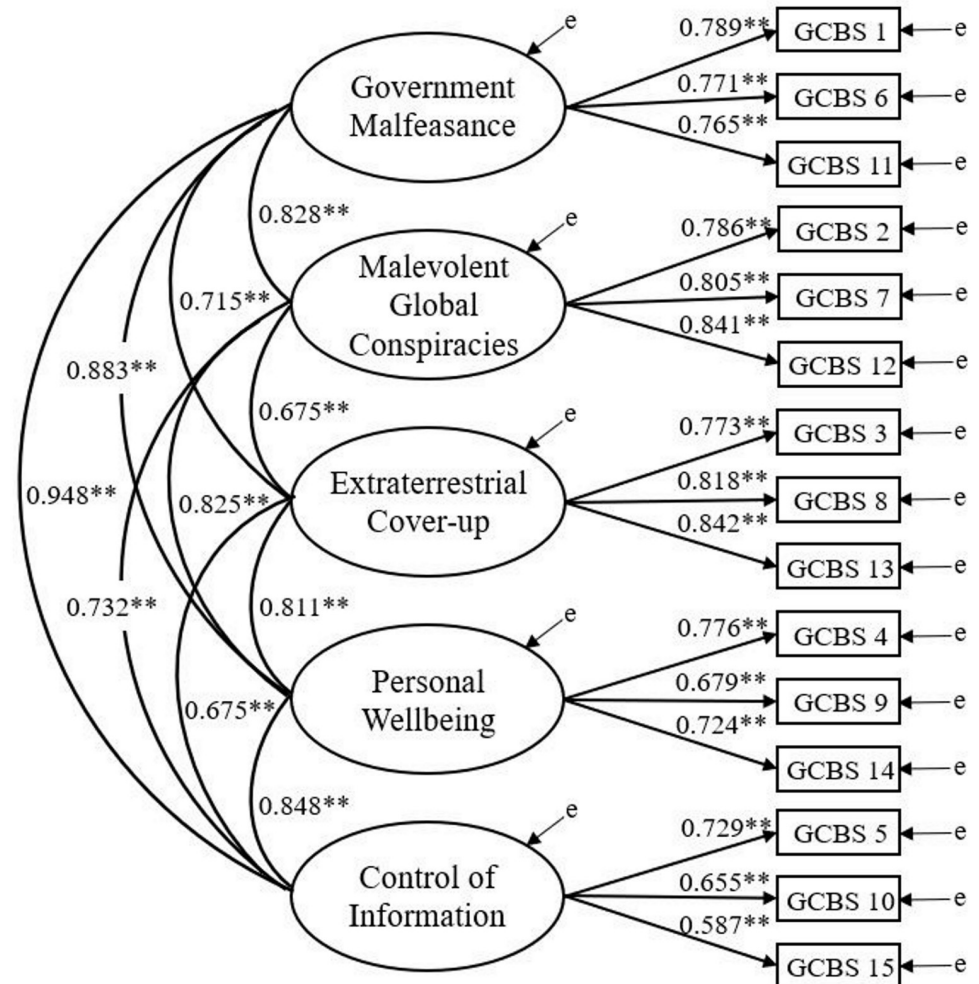 e
Government
Malfeasance
0.789**
GCBS 1
e
0.771**
GCBS 6
e
0.765**
GCBS 11
e
0.828**
e
Malevolent
Global
Conspiracies
0.786**
GCBS 2
e
0.805**
GCBS 7
e
0.841**
GCBS 12
e
0.715**
0.883**
0.675**
e
Extraterrestrial
Cover-up
0.773**
GCBS 3
e
0.818**
GCBS 8
e
0.842**
GCBS 13
e
0.948**
0.825**
0.732**
0.811**
e
Personal
Wellbeing
0.776**
GCBS 4
e
0.679**
GCBS 9
e
0.724**
GCBS 14
e
0.675**
0.848**
e
Control of
Information
0.729**
GCBS 5
e
0.655**
GCBS 10
e
0.587**
GCBS 15
e